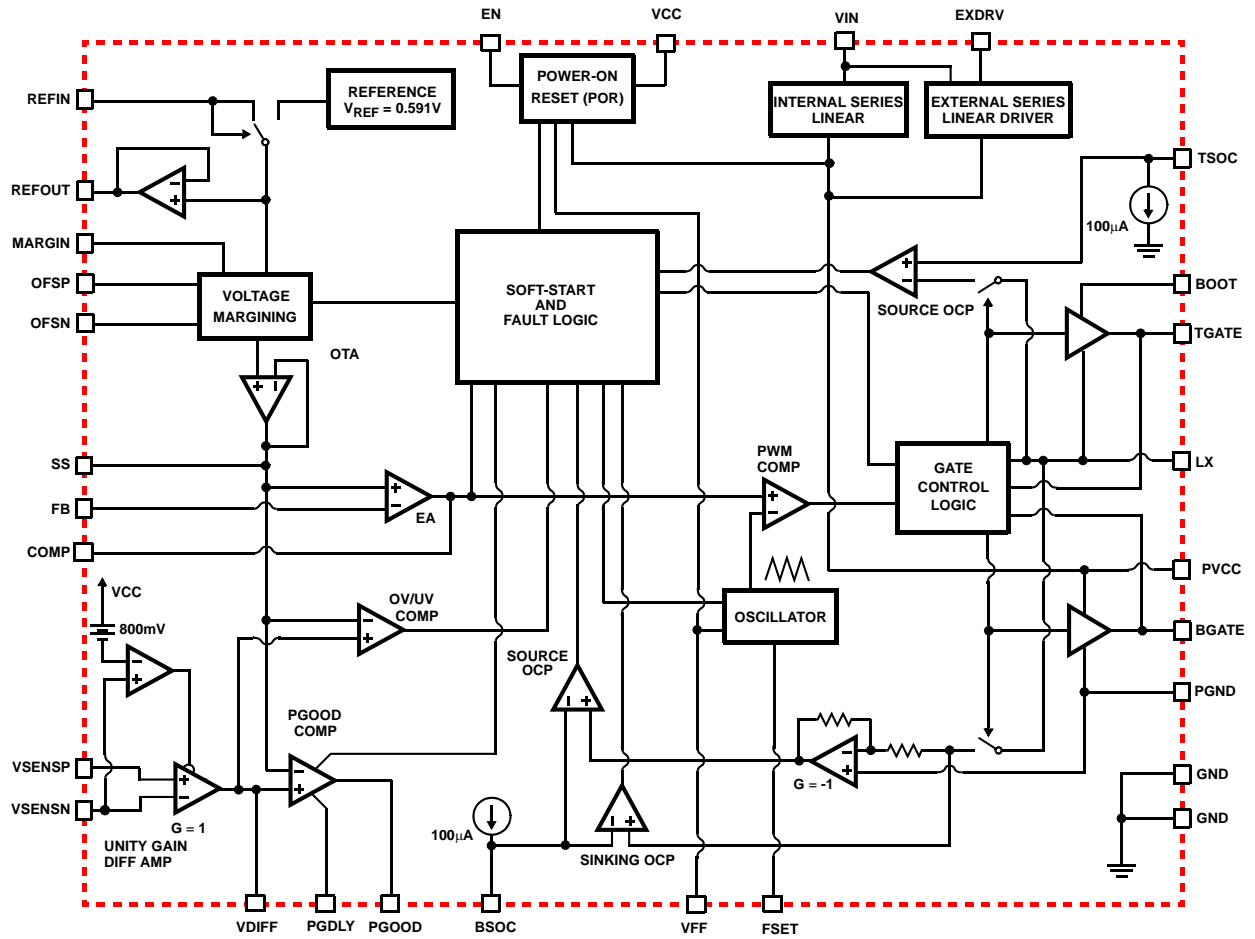 EN
VCC
VIN
EXDRV
REFIN
REFERENCE
VREF = 0.591V
POWER-ON
RESET (POR)
INTERNAL SERIES
LINEAR
EXTERNAL SERIES
LINEAR DRIVER
TSOC
100µA
REFOUT
-
+
MARGIN
OFSP
OFSN
VOLTAGE
MARGINING
SOFT-START
AND
FAULT LOGIC
+
-
SOURCE OCP
BOOT
TGATE
OTA
+
-
SS
FB
COMP
+
-
EA
PWM
COMP
+
-
GATE
CONTROL
LOGIC
LX
PVCC
VCC
800mV
-
+
OV/UV
COMP
-
+
OSCILLATOR
BGATE
SOURCE
OCP
-
+
PGND
PGOOD
COMP
-
+
-
+
G = -1
VSENSP
VSENSN
+
-
G = 1
UNITY GAIN
DIFF AMP
100µA
-
+
SINKING OCP
GND
GND
VDIFF
PGDLY
PGOOD
BSOC
VFF
FSET